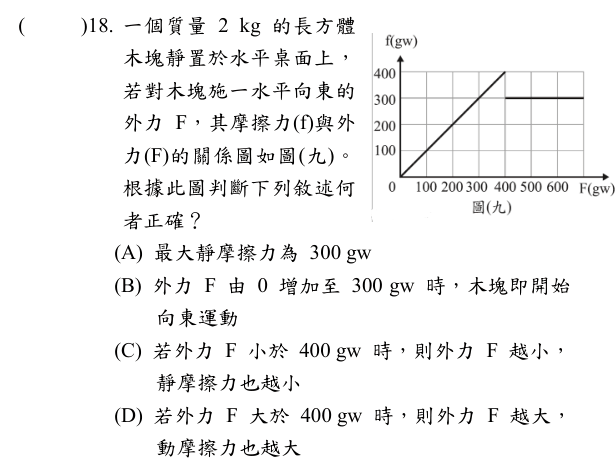 (　　)18. 一個質量 2 kg 的長方體
木塊靜置於水平桌面上，
若對木塊施一水平向東的
外力 F，其摩擦力(f)與外
力(F)的關係圖如圖(九)。
根據此圖判斷下列敘述何
者正確？
f(gw)
400
300
200
100
0 100 200 300 400 500 600 F(gw)
圖(九)
(A) 最大靜摩擦力為 300 gw
(B) 外力 F 由 0 增加至 300 gw 時，木塊即開始
向東運動
(C) 若外力 F 小於 400 gw 時，則外力 F 越小，
靜摩擦力也越小
(D) 若外力 F 大於 400 gw 時，則外力 F 越大，
動摩擦力也越大